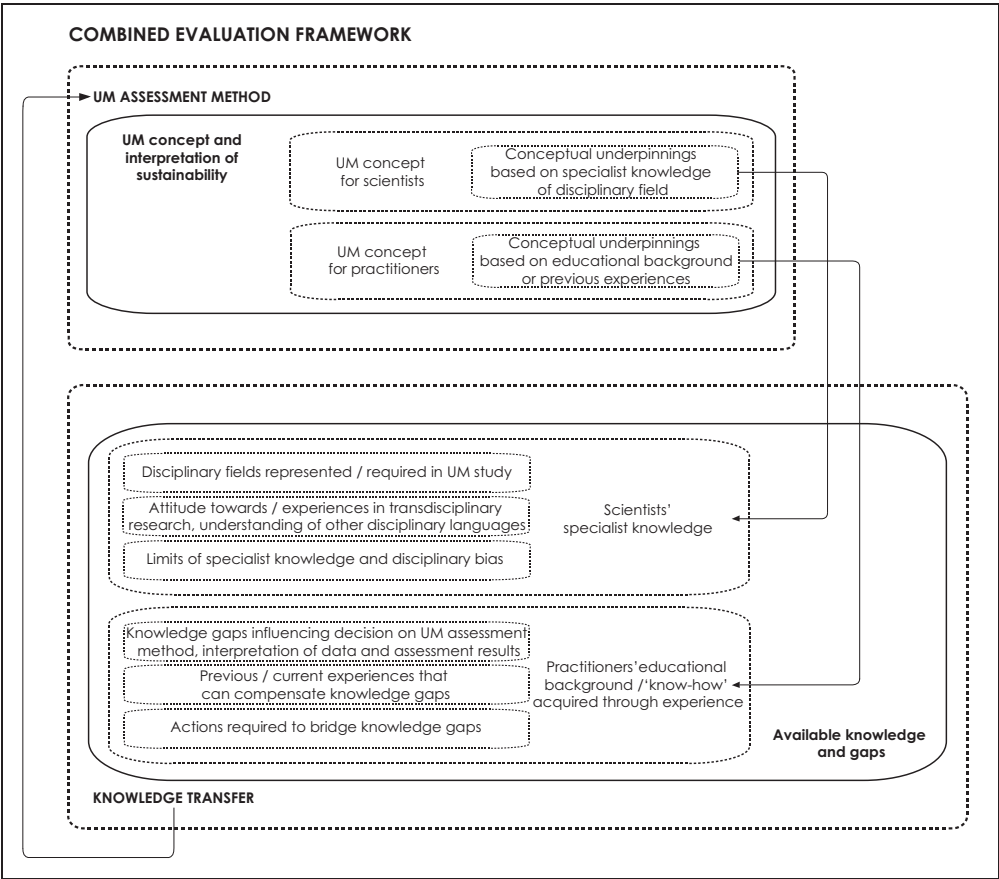 COMBINED EVALUATION FRAMEWORK
UM ASSESSMENT METHOD
UM concept and
interpretation of
sustainability
UM concept
for scientists
Conceptual underpinnings
based on specialist knowledge
of disciplinary field
UM concept
for practitioners
Conceptual underpinnings
based on educational background
or previous experiences
Disciplinary fields represented / required in UM study
Attitude towards / experiences in transdisciplinary
research, understanding of other disciplinary languages
Limits of specialist knowledge and disciplinary bias
Scientists'
specialist knowledge
Knowledge gaps influencing decision on UM assessment
method, interpretation of data and assessment results
Previous / current experiences that
can compensate knowledge gaps
Actions required to bridge knowledge gaps
Practitioners'educational
background /'know-how'
acquired through experience
Available knowledge
and gaps
KNOWLEDGE TRANSFER